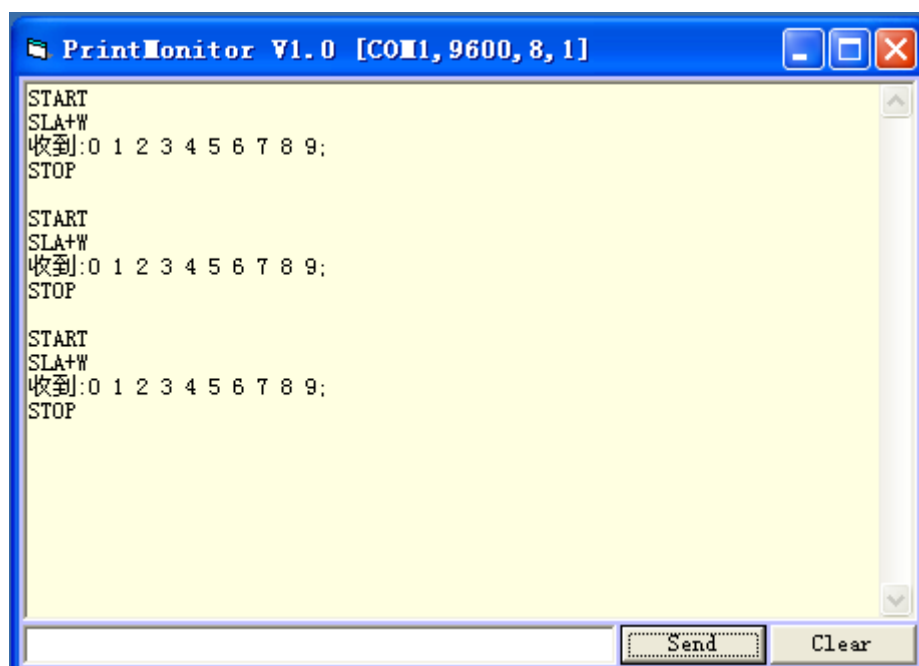 PrintMonitor V1.0 [COM1,9600,8,1]
START
SLA+W
收到:0 1 2 3 4 5 6 7 8 9;
STOP
START
SLA+W
收到:0 1 2 3 4 5 6 7 8 9;
STOP
START
SLA+W
收到:0 1 2 3 4 5 6 7 8 9;
STOP
Send
Clear